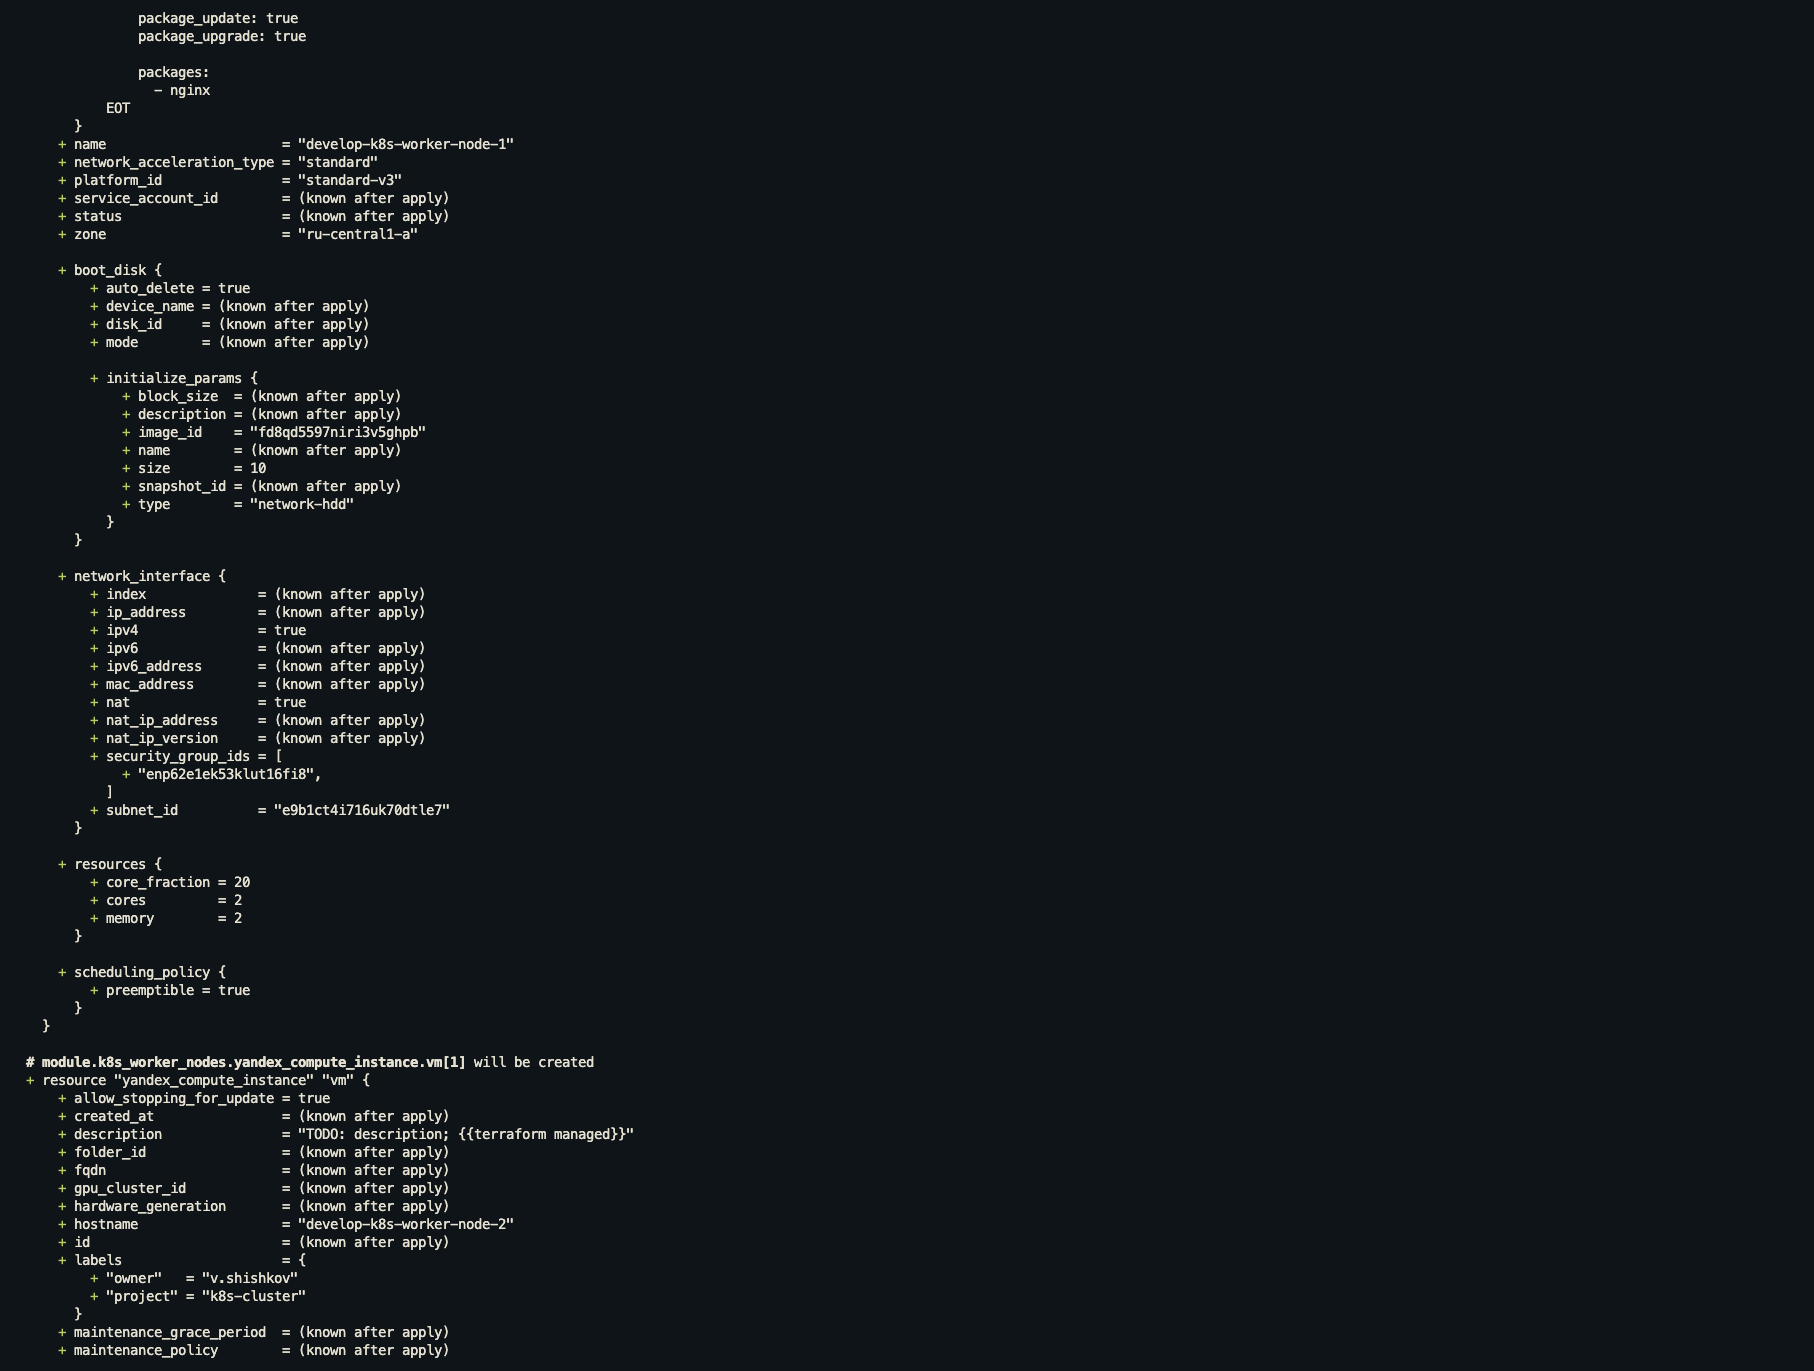 package_update: true
package_upgrade: true
packages:
- nginx
EOT
}
+ name = "develop-k8s-worker-node-1"
+ network_acceleration_type = "standard"
+ platform_id = "standard-v3"
+ service_account_id = (known after apply)
+ status = (known after apply)
+ zone = "ru-central1-a"
+ boot_disk {
+ auto_delete = true
+ device_name = (known after apply)
+ disk_id = (known after apply)
+ mode = (known after apply)
+ initialize_params {
+ block_size = (known after apply)
+ description = (known after apply)
+ image_id = "fd8qd5597niri3v5ghpb"
+ name = (known after apply)
+ size = 10
+ snapshot_id = (known after apply)
+ type = "network-hdd"
}
}
+ network_interface {
+ index = (known after apply)
+ ip_address = (known after apply)
+ ipv4 = true
+ ipv6 = (known after apply)
+ ipv6_address = (known after apply)
+ mac_address = (known after apply)
+ nat = true
+ nat_ip_address = (known after apply)
+ nat_ip_version = (known after apply)
+ security_group_ids = [
+ "enp62e1ek53klut16fi8",
]
+ subnet_id = "e9b1ct4i716uk70dtle7"
}
+ resources {
+ core_fraction = 20
+ cores = 2
+ memory = 2
}
+ scheduling_policy {
+ preemptible = true
}
}
# module.k8s_worker_nodes.yandex_compute_instance.vm[1] will be created
+ resource "yandex_compute_instance" "vm" {
+ allow_stopping_for_update = true
+ created_at = (known after apply)
+ description = "TODO: description; {{terraform managed}}"
+ folder_id = (known after apply)
+ fqdn = (known after apply)
+ gpu_cluster_id = (known after apply)
+ hardware_generation = (known after apply)
+ hostname = "develop-k8s-worker-node-2"
+ id = (known after apply)
+ labels = {
+ "owner" = "v.shishkov"
+ "project" = "k8s-cluster"
}
+ maintenance_grace_period = (known after apply)
+ maintenance_policy = (known after apply)